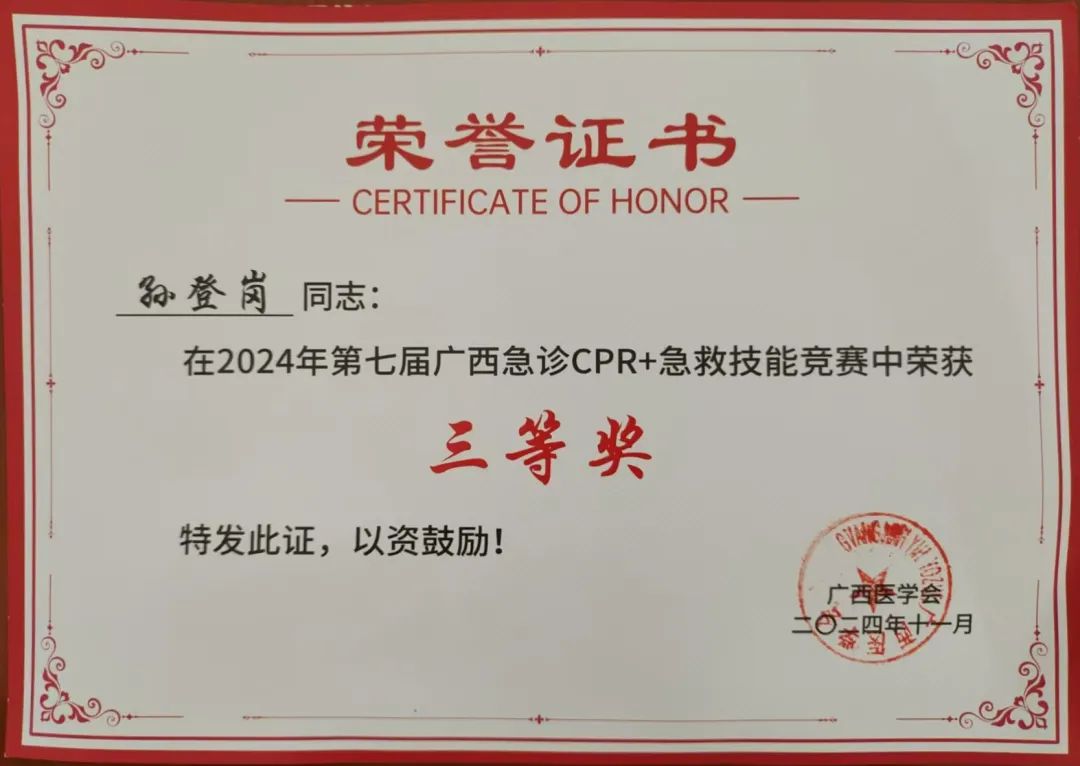 荣誉证书
CERTIFICATE OF HONOR
孙登岗 同志：
在2024年第七届广西急诊CPR+急救技能竞赛中荣获
三等奖
特发此证，以资鼓励！
广西医学会
二〇二四年十一月